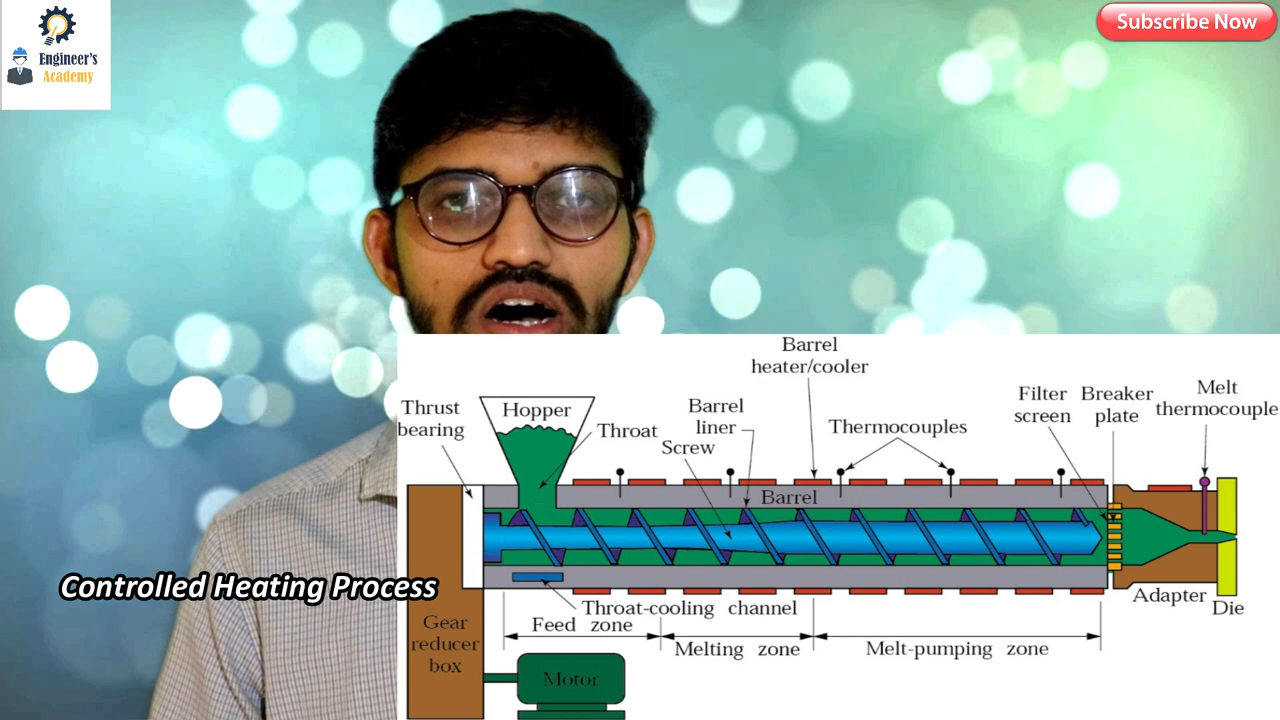 Engineer's
Academy
Subscribe Now
Barrel
heater/cooler
Thrust
bearing
Hopper
Throat
Barrel
liner
Screw
Thermocouples
Filter
screen
Breaker
plate
Melt
thermocouple
Barrel
Controlled Heating Process
Throat-cooling channel
Adapter
Die
Gear
reducer
box
Feed zone
Melting zone
Melt-pumping zone
Motor